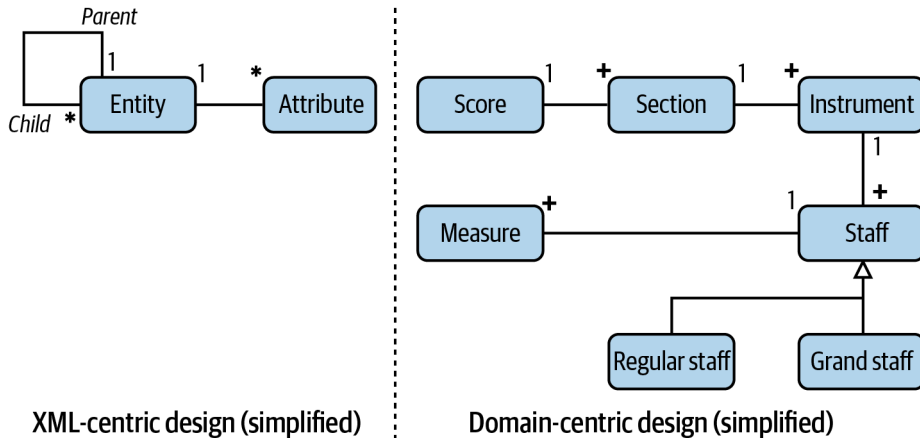 Parent
1
1
*
Entity
Attribute
Child
*
XML-centric design (simplified)
1
+
1
+
Score
Section
Instrument
1
+
+
1
Measure
Staff
Regular staff
Grand staff
Domain-centric design (simplified)